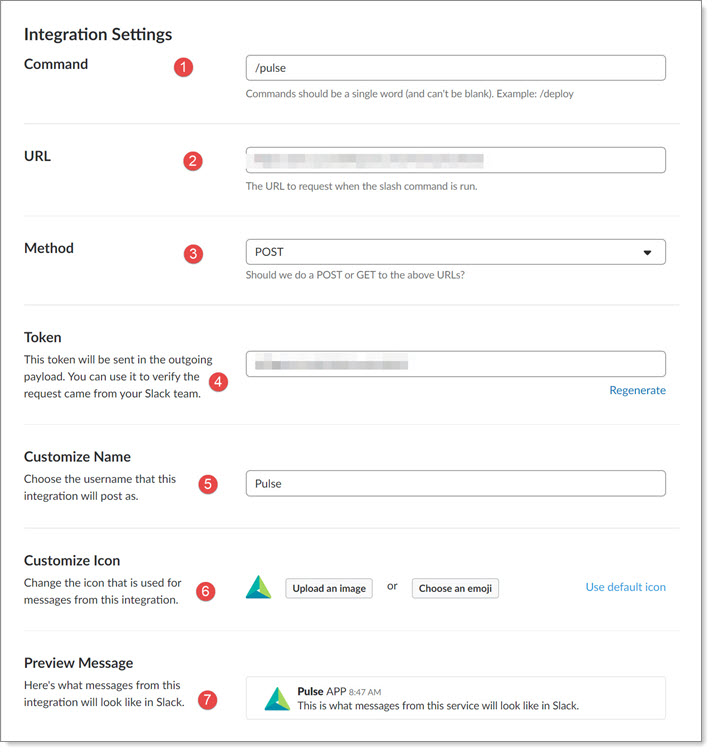 Integration Settings
Command
1
/pulse
Commands should be a single word (and can't be blank). Example: /deploy
URL
2
The URL to request when the slash command is run.
Method
3
POST
Should we do a POST or GET to the above URLs?
Token
This token will be sent in the outgoing
payload. You can use it to verify the
request came from your Slack team.
4
Regenerate
Customize Name
Choose the username that this
integration will post as.
5
Pulse
Customize Icon
Change the icon that is used for
messages from this integration.
6
Upload an image
or
Choose an emoji
Use default icon
Preview Message
Here's what messages from this
integration will look like in Slack.
7
Pulse APP 8:47 AM
This is what messages from this service will look like in Slack.